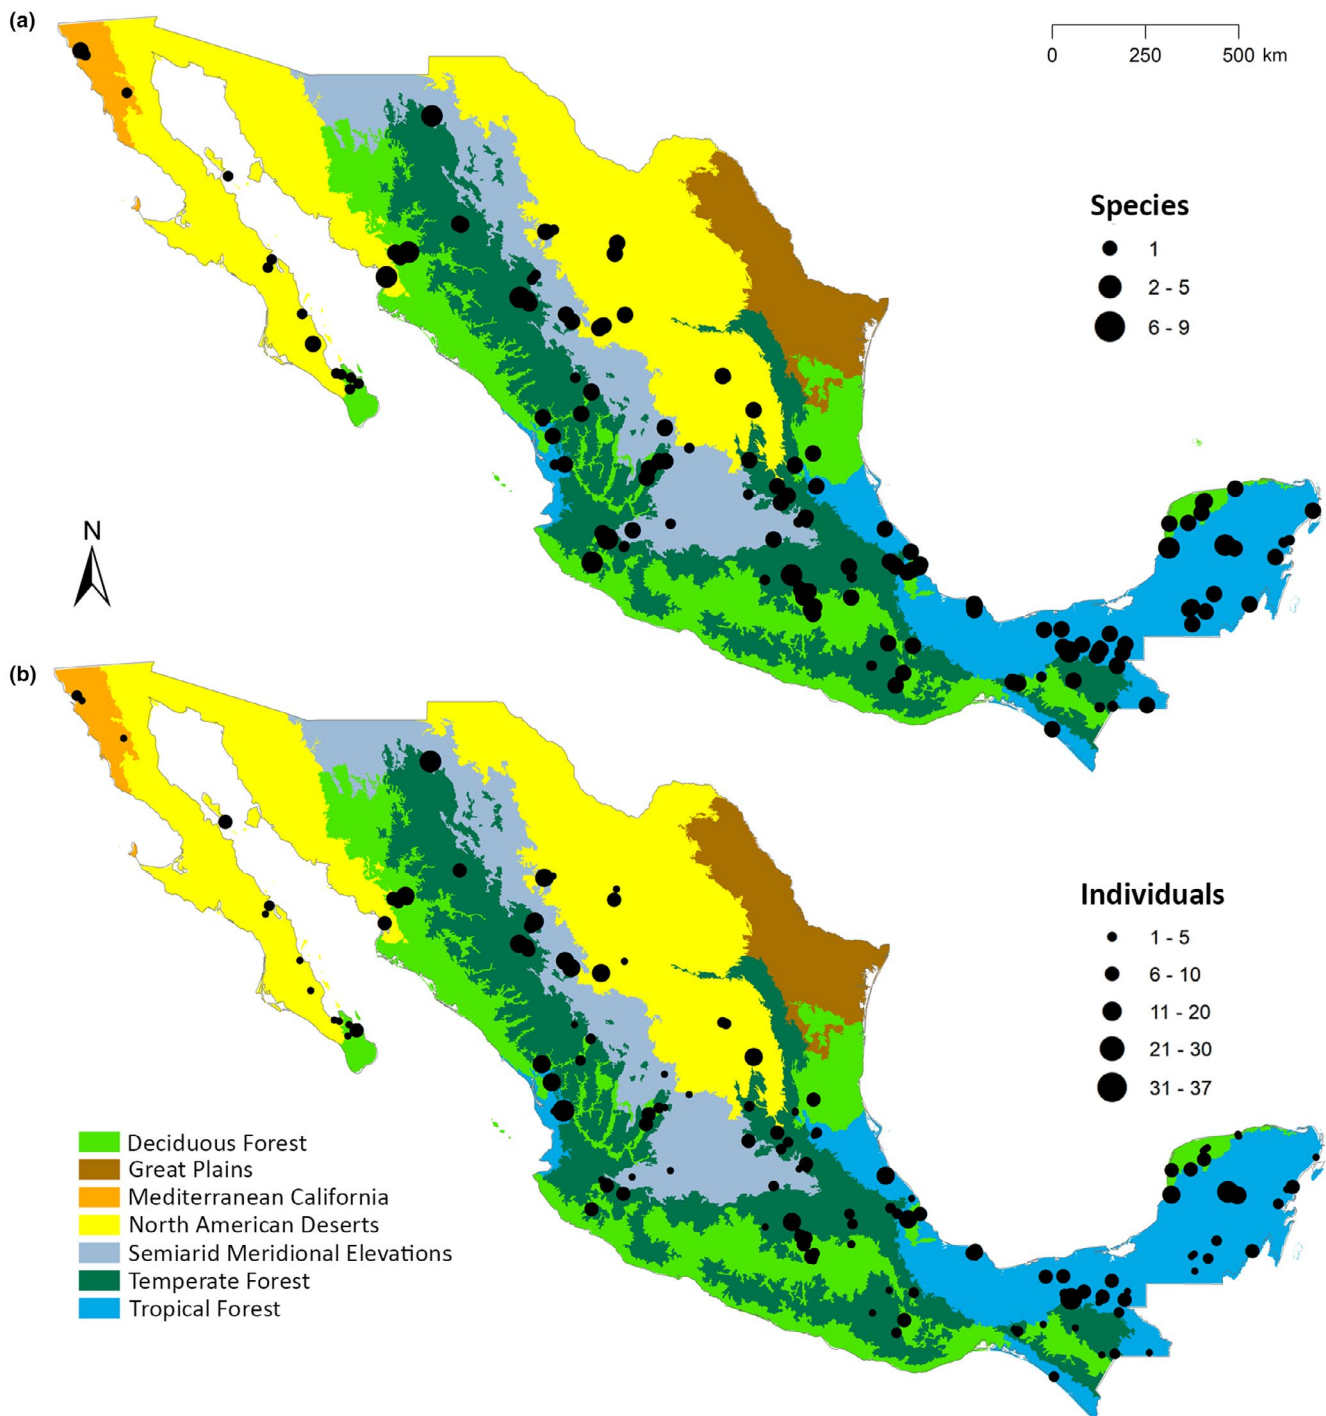 (a)
0 250 500 km
Species
1
2 - 5
6 - 9
N
(b)
Individuals
1 - 5
6 - 10
11 - 20
21 - 30
31 - 37
Deciduous Forest
Great Plains
Mediterranean California
North American Deserts
Semiarid Meridional Elevations
Temperate Forest
Tropical Forest